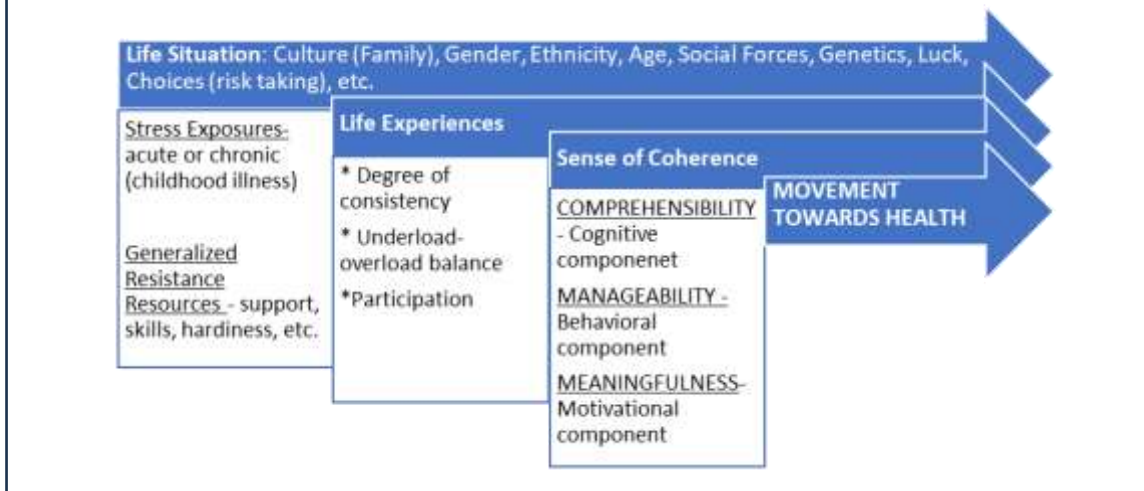 Life Situation: Culture (Family), Gender, Ethnicity, Age, Social Forces, Genetics, Luck,
Choices (risk taking), etc.
Stress Exposures-
acute or chronic
(childhood illness)
Generalized
Resistance
Resources - support,
skills, hardiness, etc.
Life Experiences
* Degree of
consistency
* Underload-
overload balance
*Participation
Sense of Coherence
COMPREHENSIBILITY
- Cognitive
componenet
MANAGEABILITY -
Behavioral
component
MEANINGFULNESS-
Motivational
component
MOVEMENT
TOWARDS HEALTH